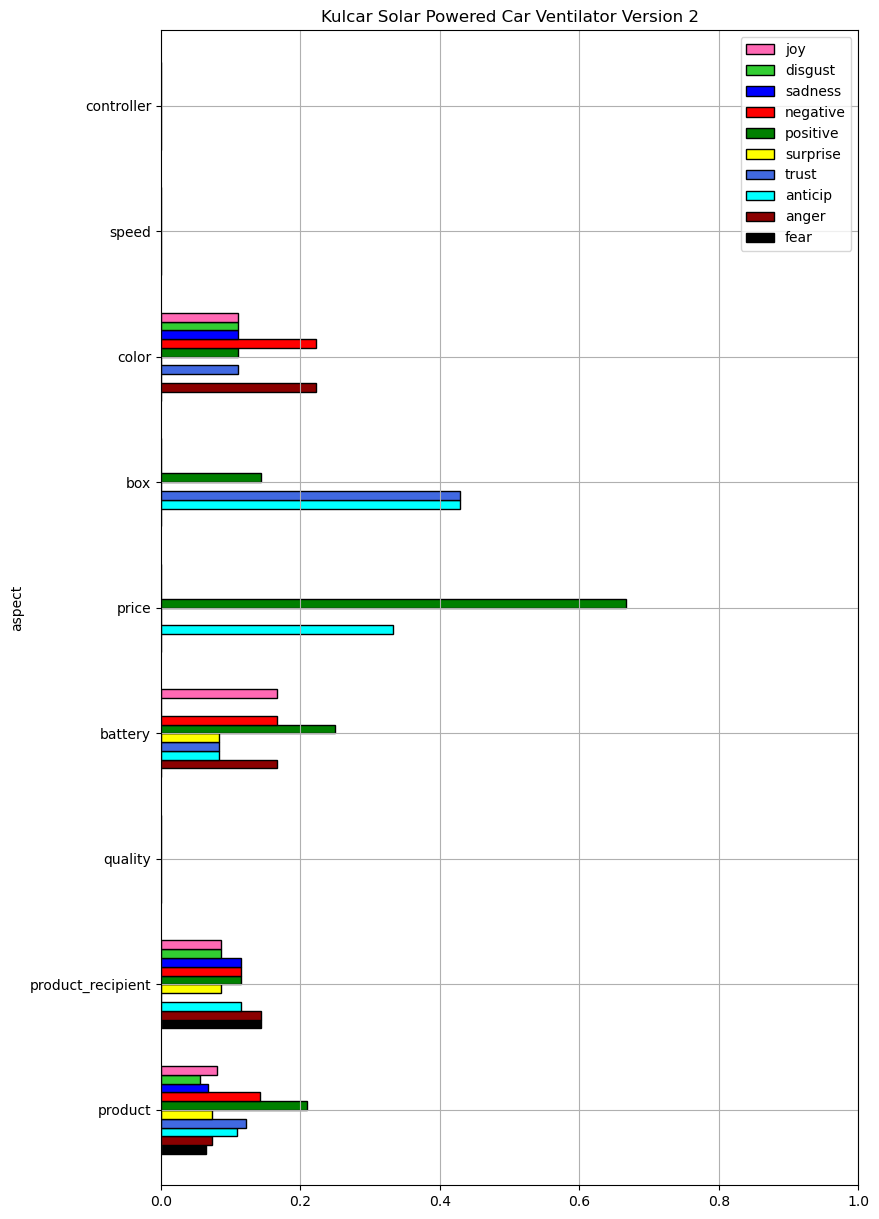 Kulcar Solar Powered Car Ventilator Version 2
joy
disgust
sadness
negative
positive
surprise
trust
anticip
anger
fear
controller
speed
color
box
price
battery
quality
product_recipient
product
aspect
0.0 0.2 0.4 0.6 0.8 1.0